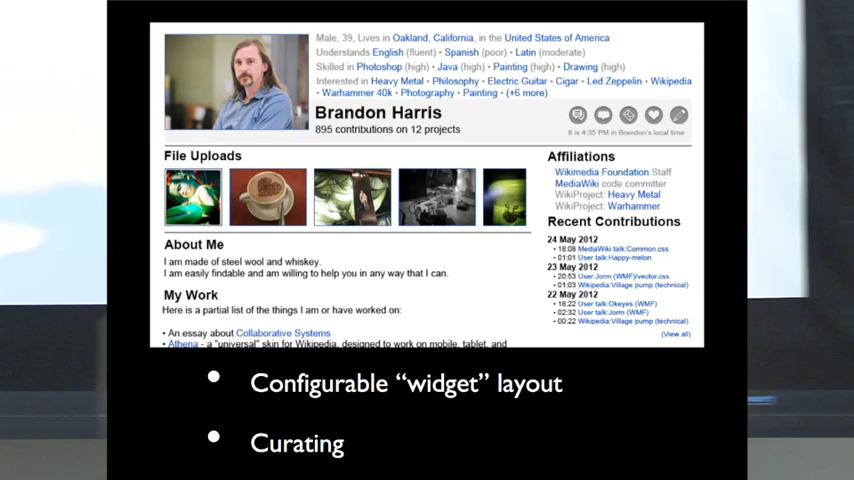 Male, 39, Lives in Oakland, California, in the United States of America
Understands English (fluent) • Spanish (poor) • Latin (moderate)
Skilled in Photoshop (high) • Java (high) • Painting (high) • Drawing (high)
Interested in Heavy Metal • Philosophy • Electric Guitar • Cigar • Led Zeppelin • Wikipedia
• Warhammer 40k • Photography • Painting • (+6 more)
Brandon Harris
895 contributions on 12 projects
It is 4:35 PM in Brandon's local time
File Uploads
About Me
I am made of steel wool and whiskey.
I am easily findable and am willing to help you in any way that I can.
My Work
Here is a partial list of the things I am or have worked on:
• An essay about Collaborative Systems
• Athena - a "universal" skin for Wikipedia, designed to work on mobile, tablet, and
Affiliations
Wikimedia Foundation Staff
MediaWiki code committer
WikiProject: Heavy Metal
WikiProject: Warhammer
Recent Contributions
24 May 2012
• 18:08 MediaWiki talk:Common.css
• 01:01 User talk:Happy-melon
23 May 2012
• 20:53 User:Jorm (WMF)/vector.css
• 01:03 Wikipedia:Village pump (technical)
22 May 2012
• 18:22 User talk:Okeyes (WMF)
• 02:32 User talk:Jorm (WMF)
• 00:22 Wikipedia:Village pump (technical)
(View all)
• Configurable “widget” layout
• Curating